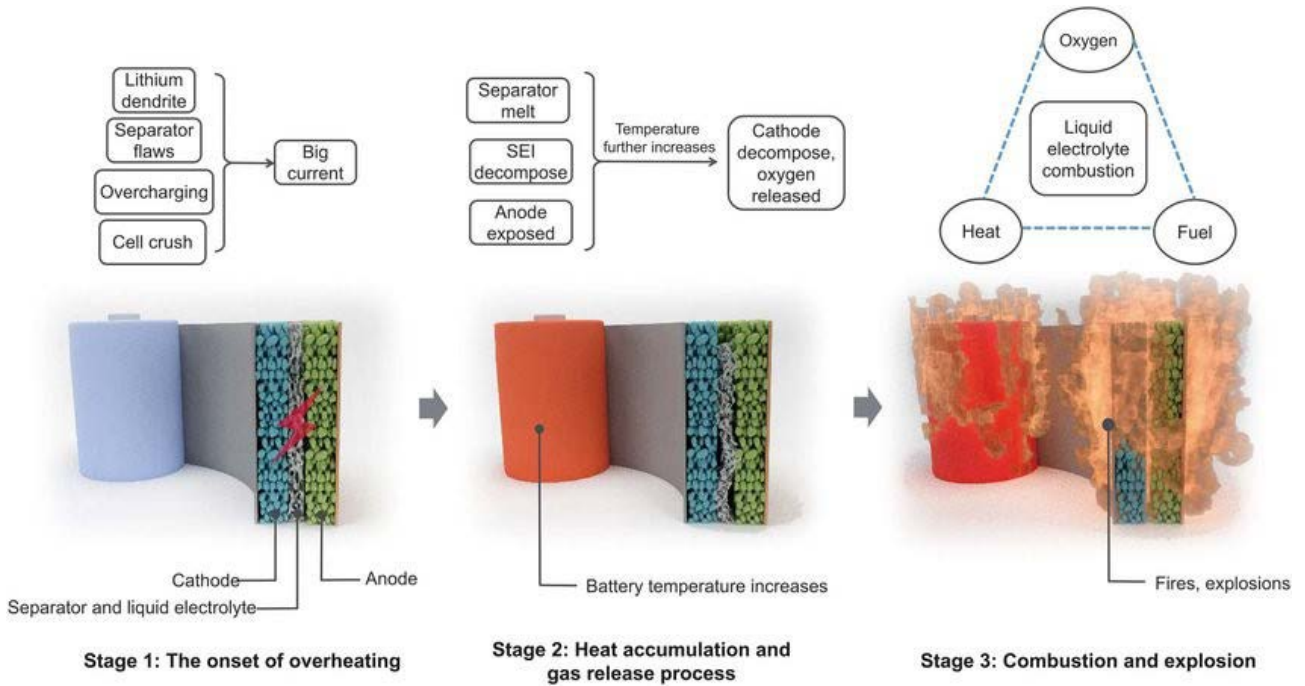 Lithium
dendrite
Separator
flaws
Overcharging
Cell crush
Big
current
Cathode
Separator and liquid electrolyte
Anode
Stage 1: The onset of overheating
Separator
melt
SEI
decompose
Anode
exposed
Temperature
further increases
Cathode
decompose,
oxygen
released
Battery temperature increases
Stage 2: Heat accumulation and
gas release process
Oxygen
Liquid
electrolyte
combustion
Heat
Fuel
Fires, explosions
Stage 3: Combustion and explosion